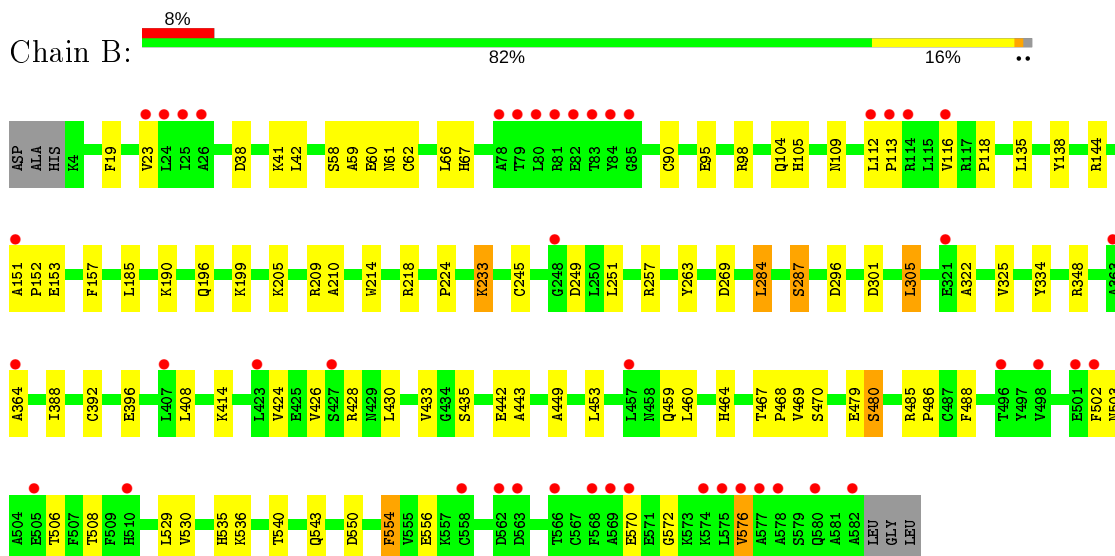 8%
Chain B:
82% 16% ••
ASP ALA HIS K4 F19 V23 L24 I25 A26 D38 K41 L42 S58 A59 E60 N61 C62 L66 H67 A78 T79 L80 R81 E82 T83 Y84 G85 C90 E95 R98 Q104 H105 N109 L112 P113 R114 L115 V116 R117 P118 L135 Y138 R144
A151 P152 E153 F157 L185 K190 Q196 K199 K205 R209 A210 W214 R218 P224 K233 C245 G248 D249 L250 L251 R257 Y263 D269 L284 S287 D296 D301 L305 E321 A322 V325 Y334 R348 A363
A364 I388 C392 E396 L407 L408 K414 L423 V424 E425 V426 S427 R428 N429 L430 V433 G434 S435 E442 A443 A449 L453 L457 N458 Q459 L460 H464 T467 P468 V469 S470 E479 S480 R485 P486 C487 F488 T496 Y497 V498 E501 F502 N503
A504 E505 T506 F507 T508 F509 H510 L529 V530 H535 K536 T540 Q543 D550 F554 V555 E556 K557 C558 D562 D563 T566 C567 F568 A569 E570 E571 G572 K573 K574 L575 V576 A577 A578 S579 Q580 A581 A582 LEU GLY LEU